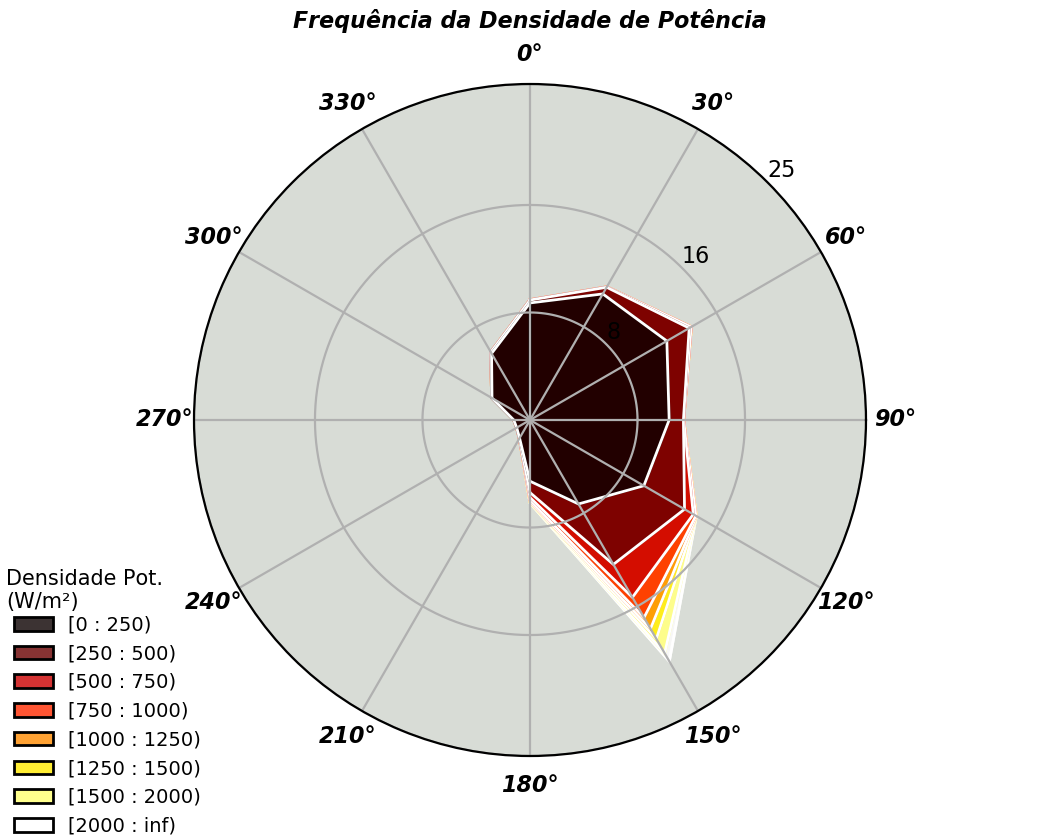 Frequência da Densidade de Potência
0°
330°
30°
25
300°
60°
16
8
270°
90°
240°
120°
210°
150°
180°
Densidade Pot.
(W/m²)
[0 : 250)
[250 : 500)
[500 : 750)
[750 : 1000)
[1000 : 1250)
[1250 : 1500)
[1500 : 2000)
[2000 : inf)